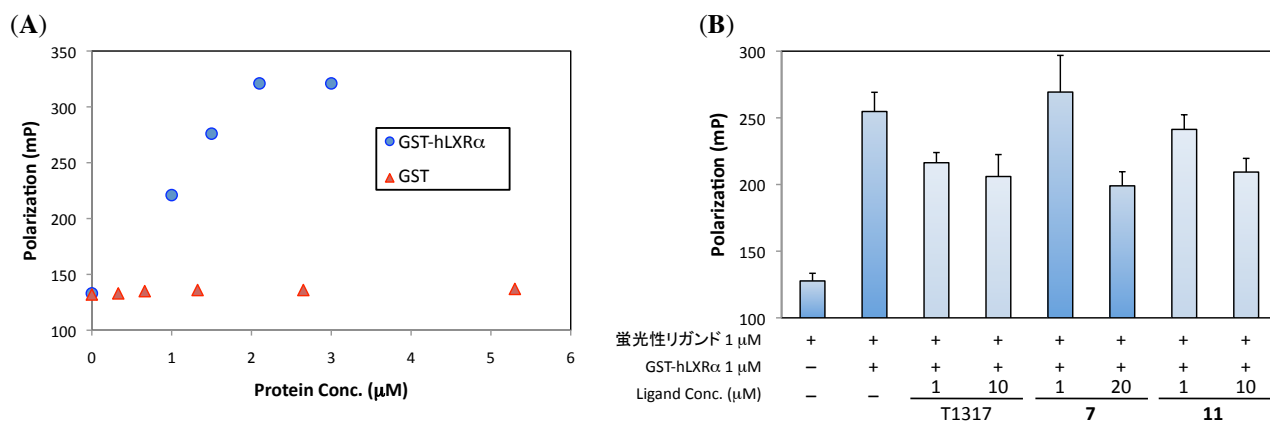 (A)
350
300
250
200
150
100
Polarization (mP)
GST-hLXRα
GST
0 1 2 3 4 5 6
Protein Conc. (μM)
(B)
300
250
200
150
100
Polarization (mP)
蛍光性リガンド 1 μM + + + + + + + +
GST-hLXRα 1 μM – + + + + + + +
Ligand Conc. (μM) – – 1 10 1 20 1 10
T1317 7 11